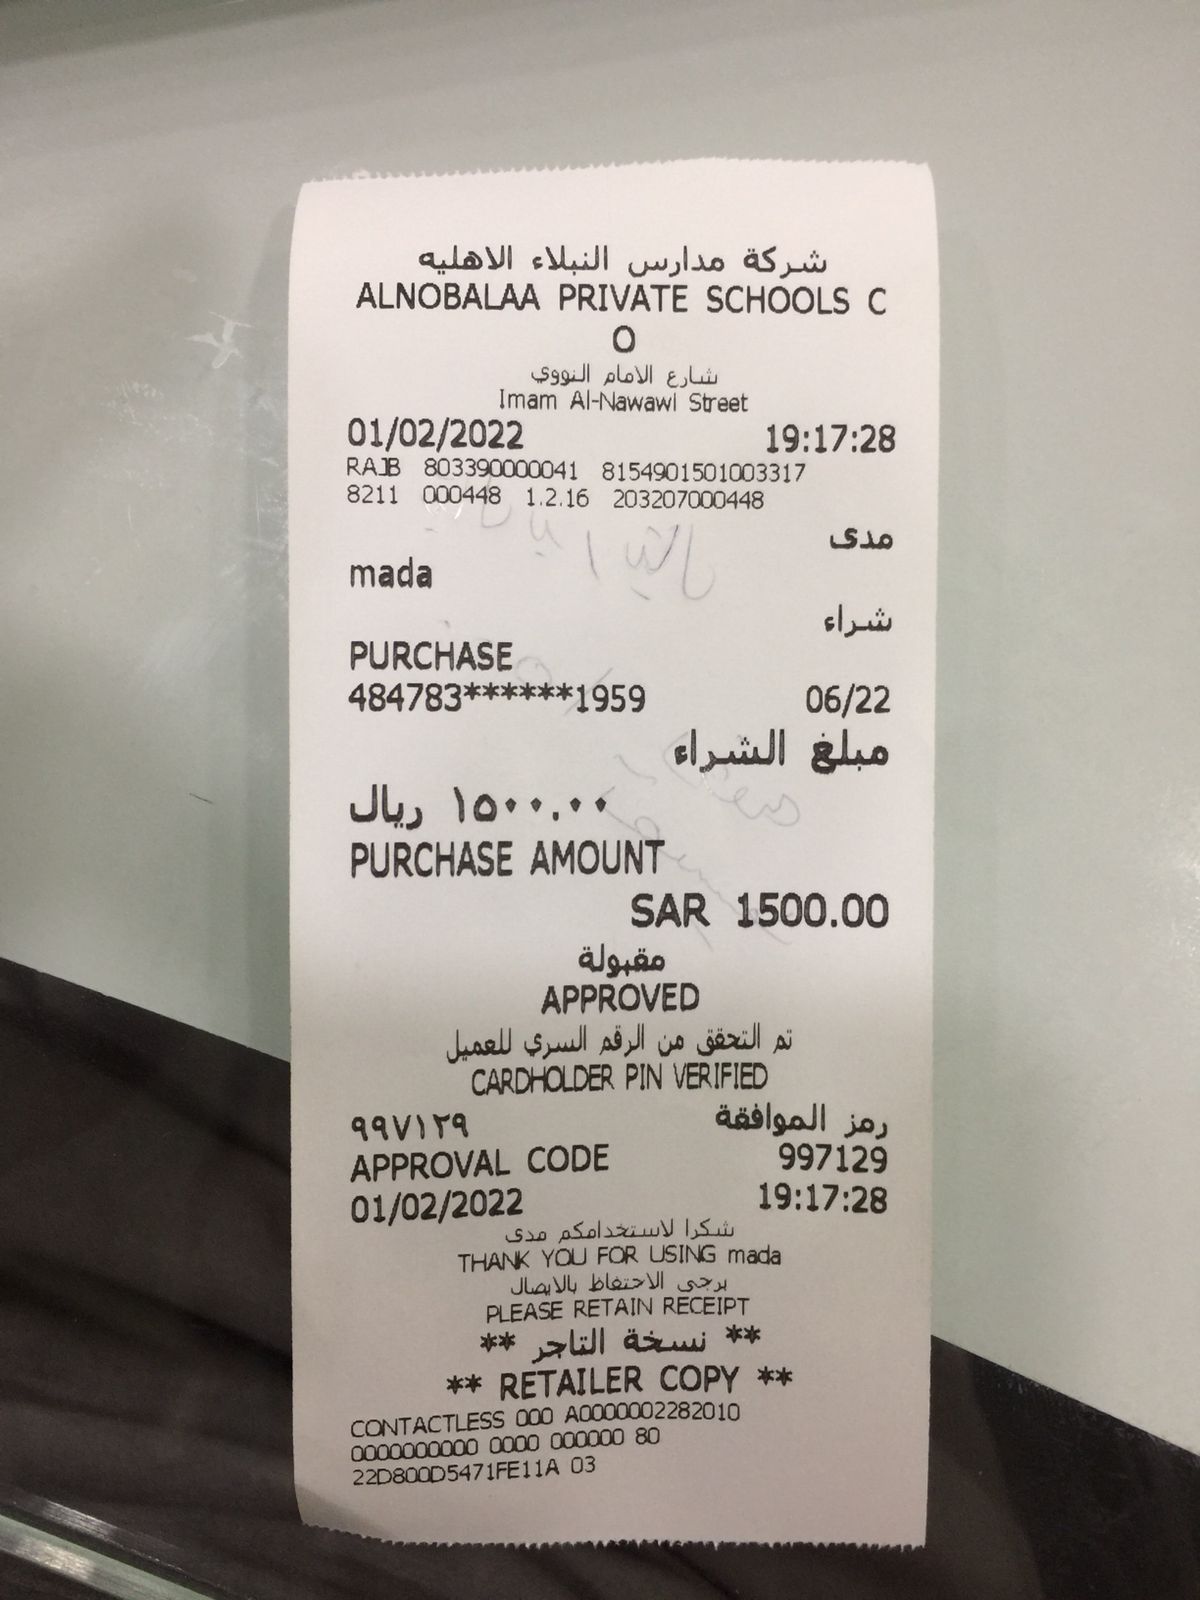 شركة مدارس النبلاء الاهليه
ALNOBALAA PRIVATE SCHOOLS C
O
شارع الامام النووي
Imam Al-Nawawi Street
01/02/2022 19:17:28
RAJB 803390000041 8154901501003317
8211 000448 1.2.16 203207000448
مدى
mada
شراء
PURCHASE
484783******1959 06/22
مبلغ الشراء
١٥٠٠.٠٠ ريال
PURCHASE AMOUNT
SAR 1500.00
مقبولة
APPROVED
تم التحقق من الرقم السري للعميل
CARDHOLDER PIN VERIFIED
رمز الموافقة ٩٩٧١٢٩
APPROVAL CODE 997129
01/02/2022 19:17:28
شكرا لاستخدامكم مدى
THANK YOU FOR USING mada
يرجى الاحتفاظ بالايصال
PLEASE RETAIN RECEIPT
** نسخة التاجر **
** RETAILER COPY **
CONTACTLESS 000 A0000002282010
0000000000 0000 000000 80
22D800D5471FE11A 03